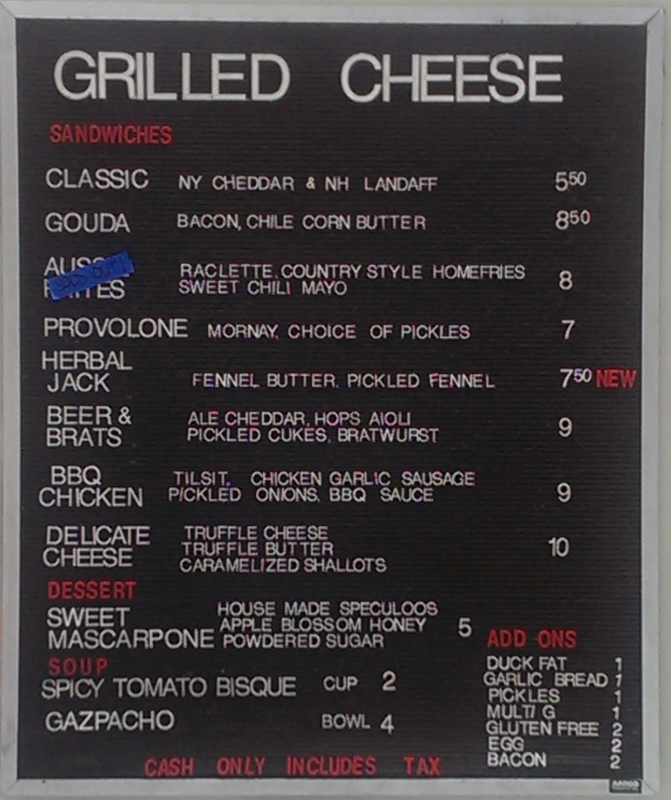 GRILLED CHEESE
SANDWICHES
CLASSIC NY CHEDDAR & NH LANDAFF 5 50
GOUDA BACON, CHILE CORN BUTTER 8 50
RACLETTE, COUNTRY STYLE HOMEFRIES
SWEET CHILI MAYO 8
PROVOLONE MORNAY, CHOICE OF PICKLES 7
HERBAL
JACK FENNEL BUTTER, PICKLED FENNEL 7 50 NEW
BEER & ALE CHEDDAR, HOPS AIOLI
BRATS PICKLED CUKES, BRATWURST 9
BBQ TILSIT, CHICKEN GARLIC SAUSAGE
CHICKEN PICKLED ONIONS, BBQ SAUCE 9
DELICATE TRUFFLE CHEESE
CHEESE TRUFFLE BUTTER 10
CARAMELIZED SHALLOTS
DESSERT
HOUSE MADE SPECULOOS
SWEET APPLE BLOSSOM HONEY 5
MASCARPONE POWDERED SUGAR
SOUP
SPICY TOMATO BISQUE CUP 2
GAZPACHO BOWL 4
ADD ONS
DUCK FAT 1
GARLIC BREAD 1
PICKLES 1
MULTI G 1
GLUTEN FREE 2
EGG 2
BACON 2
CASH ONLY INCLUDES TAX